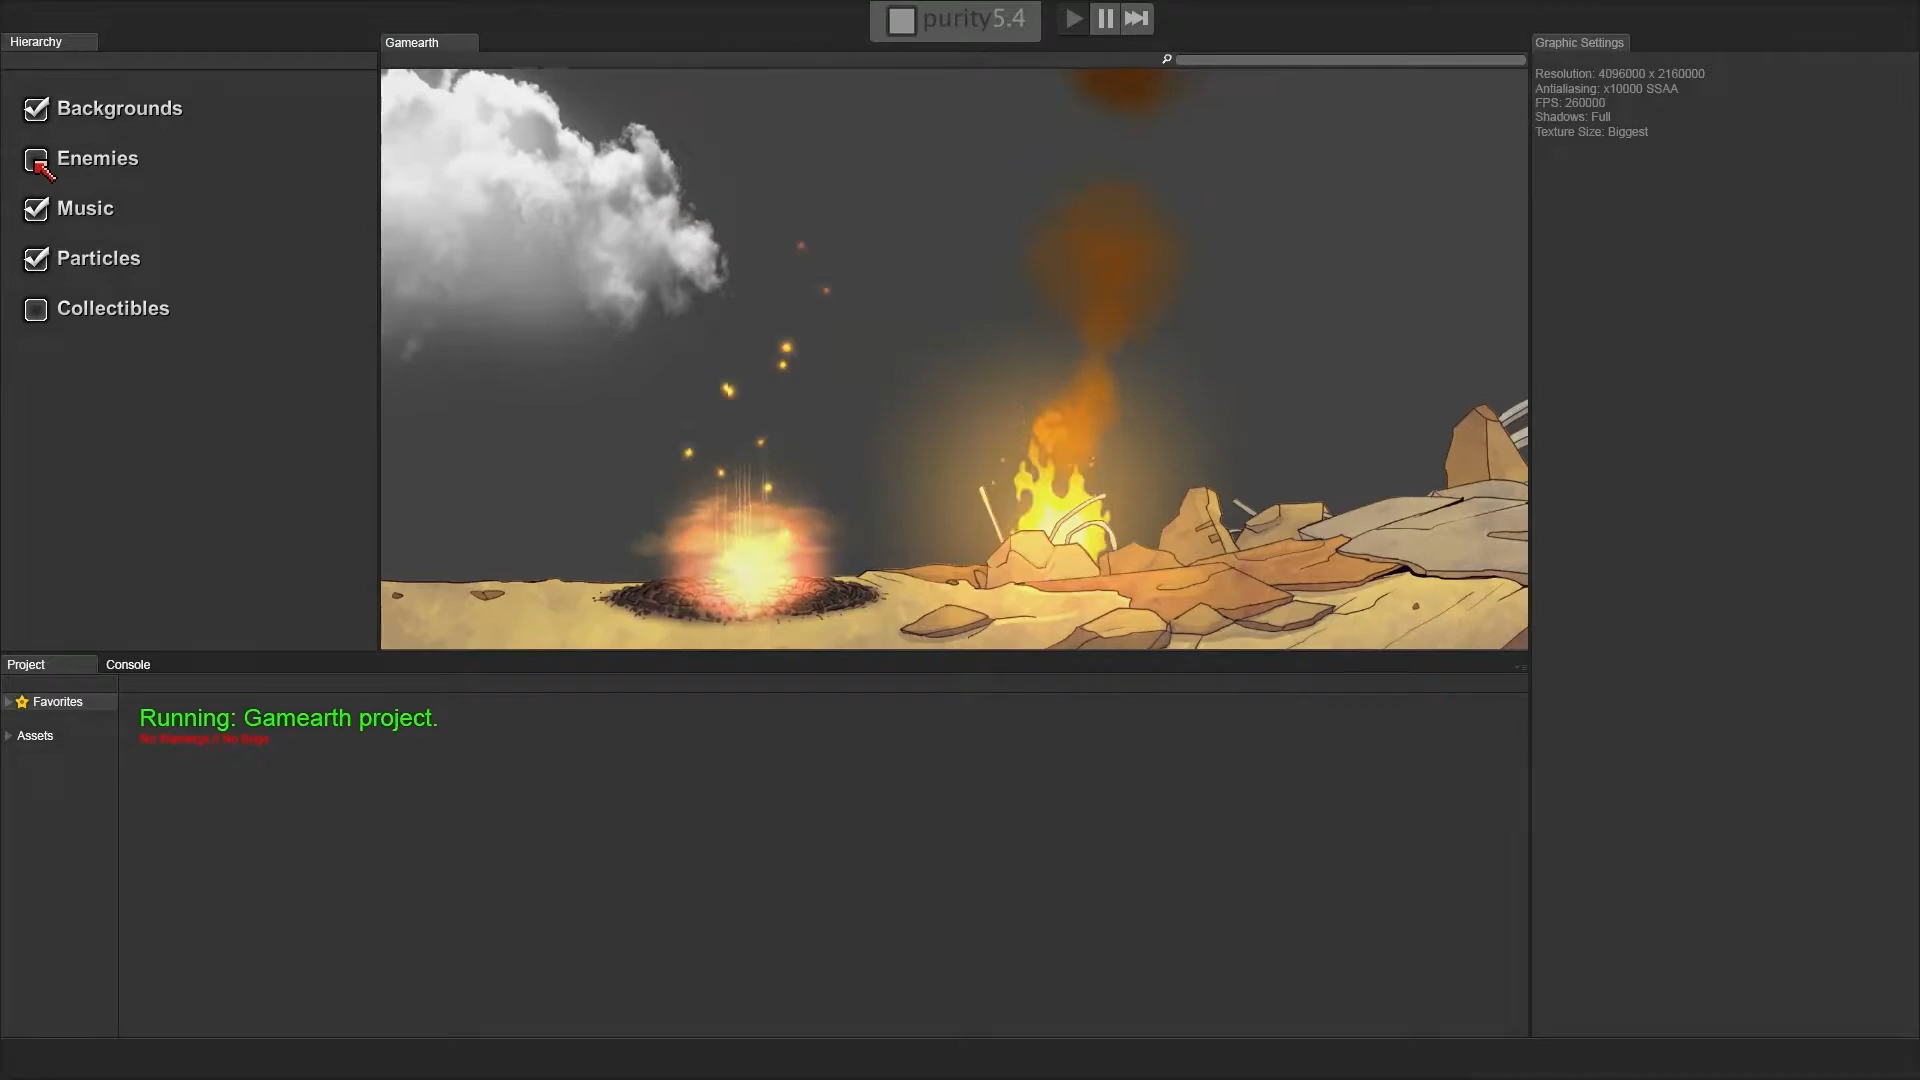 purity5.4
Hierarchy
Gamearth
Graphic Settings
Backgrounds
Enemies
Music
Particles
Collectibles
Resolution: 4096000 x 2160000
Antialiasing: x10000 SSAA
FPS: 260000
Shadows: Full
Texture Size: Biggest
Project
Console
Favorites
Assets
Running: Gamearth project.